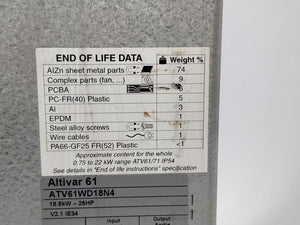 END OF LIFE DATA Weight %
AlZn sheet metal parts 74
Complex parts (fan, ...) 9
PCBA
PC-FR(40) Plastic 5
Al 3
EPDM 1
Steel alloy screws 1
Wire cables 1
PA66-GF25 FR(52) Plastic <1
Approximate content for the whole
0.75 to 22 kW range ATV61/71 IP54
See details in "End of life instructions" specification
Altivar 61
ATV61WD18N4
18.5kW - 25HP
V2.1 IE34
Input Output